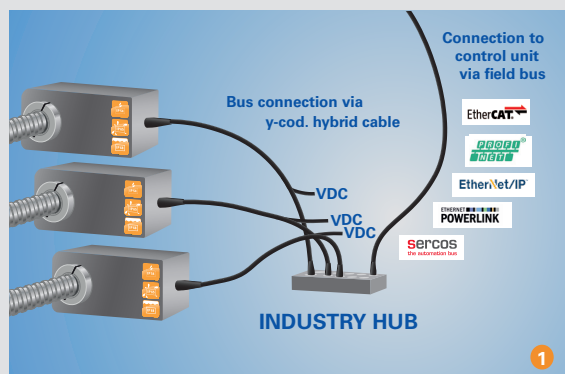 Connection to
control unit
via field bus
Bus connection via
y-cod. hybrid cable
EtherCAT.
PROFI
NET
EtherNet/IP
ETHERNET
POWERLINK
sercos
the automation bus
VDC
VDC
VDC
INDUSTRY HUB
1